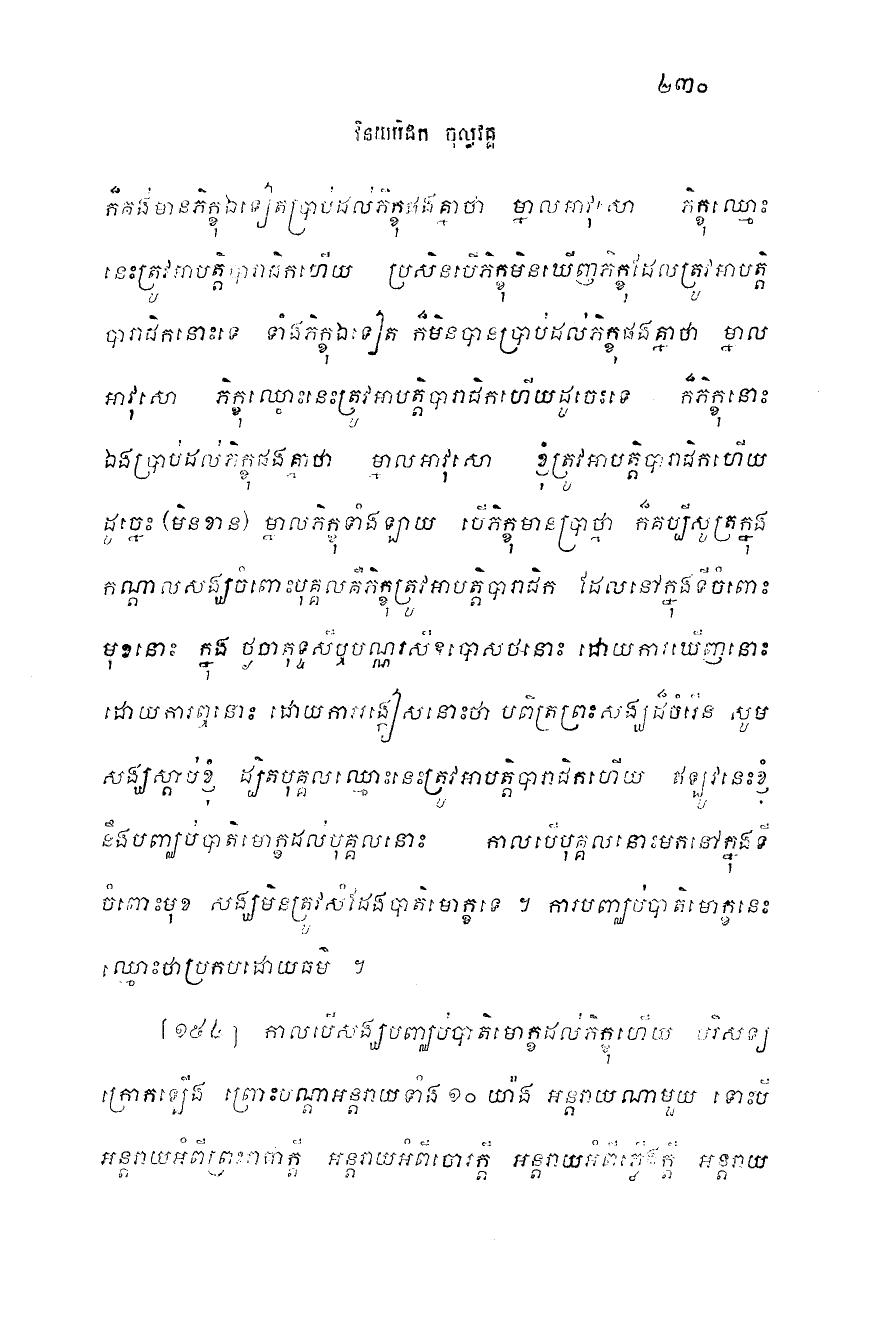 ២៣០
វិនយបិដក ចុល្លវគ្គ
ក៏គង់មានភិក្ខុឯទៀតប្រាប់ដល់ភិក្ខុផងគ្នាថា ម្នាលអាវុសោ ភិក្ខុឈ្មោះ
នេះត្រូវអាបត្តិបារាជិកហើយ ប្រសិនបើភិក្ខុមិនឃើញភិក្ខុដែលត្រូវអាបត្តិ
បារាជិកនោះទេ ទាំងភិក្ខុឯទៀត ក៏មិនបានប្រាប់ដល់ភិក្ខុផងគ្នាថា ម្នាល
អាវុសោ ភិក្ខុឈ្មោះនេះត្រូវអាបត្តិបារាជិកហើយដូច្នេះទេ ក៏ភិក្ខុនោះ
ឯងប្រាប់ដល់ភិក្ខុផងគ្នាថា ម្នាលអាវុសោ ខ្ញុំត្រូវអាបត្តិបារាជិកហើយ
ដូច្នេះ (មិនខាន) ម្នាលភិក្ខុទាំងឡាយ បើភិក្ខុមានប្រាថ្នា ក៏គប្បីសូត្រក្នុង
កណ្តាលសង្ឃចំពោះបុគ្គលគឺភិក្ខុត្រូវអាបត្តិបារាជិក ដែលនៅក្នុងទីចំពោះ
មុខនោះ ក្នុង ថ្ងៃចាតុទ្ទសីឬបណ្ណរសីឧបោសថនោះ ដោយការឃើញនោះ
ដោយការឮនោះ ដោយការរង្កៀសនោះថា បពិត្រព្រះសង្ឃដ៏ចំរើន សូម
សង្ឃស្តាប់ខ្ញុំ ដ្បិតបុគ្គលឈ្មោះនេះត្រូវអាបត្តិបារាជិកហើយ ឥឡូវនេះខ្ញុំ
នឹងបញ្ឈប់បាតិមោក្ខដល់បុគ្គលនោះ កាលបើបុគ្គលនោះមកនៅក្នុងទី
ចំពោះមុខ សង្ឃមិនត្រូវសំដែងបាតិមោក្ខទេ ។ ការបញ្ឈប់បាតិមោក្ខនេះ
ឈ្មោះថាប្រកបដោយធម៌ ។
[១៥៤] កាលបើសង្ឃបញ្ឈប់បាតិមោក្ខដល់ភិក្ខុហើយ បរិសទ្យ
ក្រោកឡើង ព្រោះបណ្តាអន្តរាយទាំង ១០ យ៉ាង អន្តរាយណាមួយ ទោះបី
អន្តរាយអំពីព្រះរាជាក្តី អន្តរាយអំពីចោរក្តី អន្តរាយអំពីភ្លើងក្តី អន្តរាយ